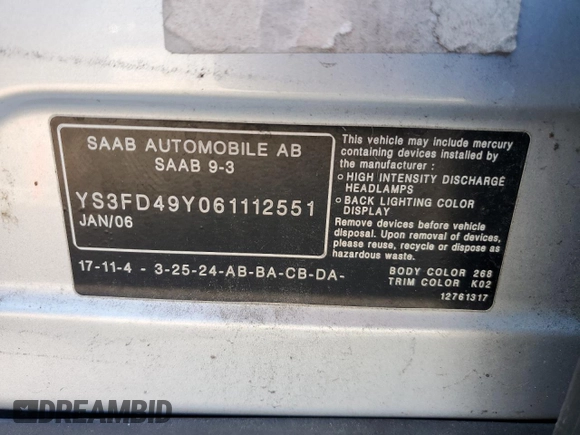 SAAB AUTOMOBILE AB
SAAB 9-3
YS3FD49Y061112551
JAN/06
17-11-4 - 3-25-24-AB-BA-CB-DA-
This vehicle may include mercury
containing devices installed by
the manufacturer :
HIGH INTENSITY DISCHARGE
HEADLAMPS
BACK LIGHTING COLOR
DISPLAY
Remove devices before vehicle
disposal. Upon removal of devices,
please reuse, recycle or dispose as
hazardous waste.
BODY COLOR 268
TRIM COLOR K02
12761317
DREAMBID